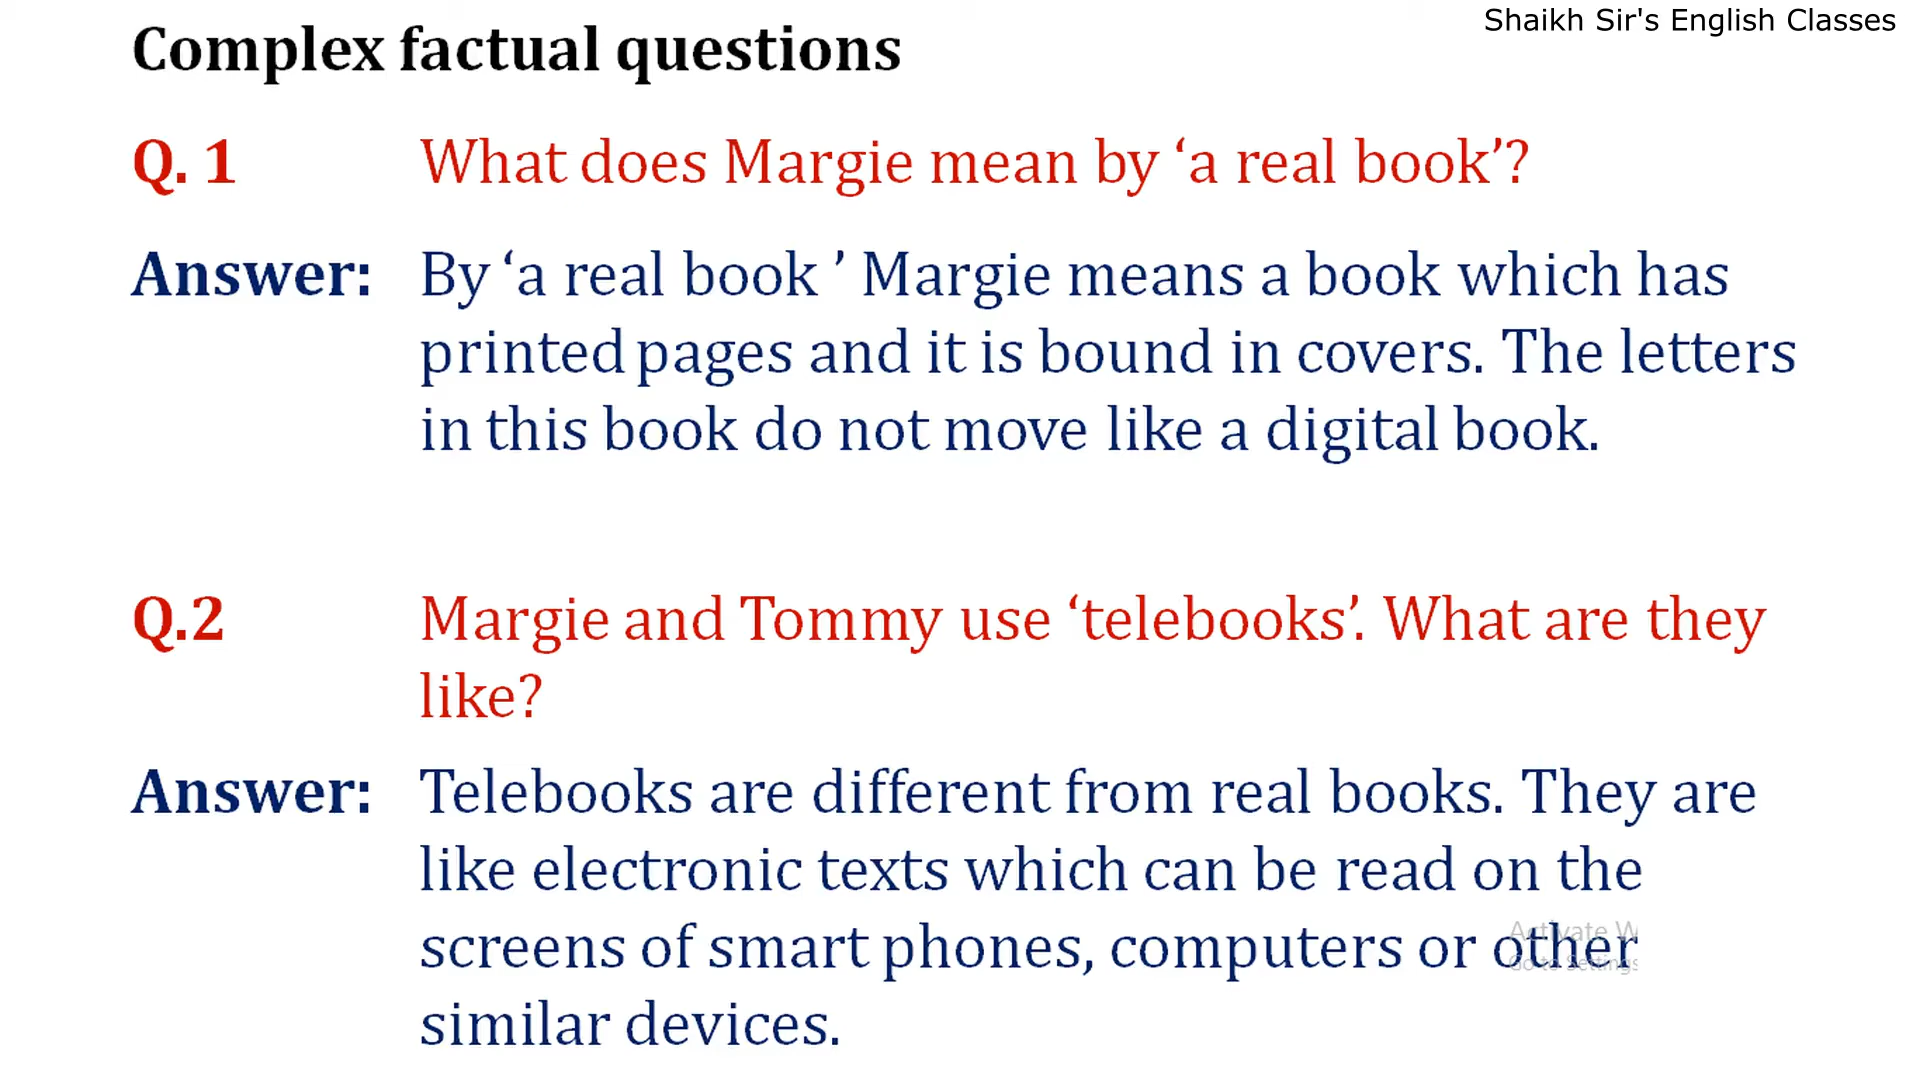 Shaikh Sir's English Classes
Complex factual questions
Q. 1 What does Margie mean by ‘a real book’?
Answer: By ‘a real book ’ Margie means a book which has
printed pages and it is bound in covers. The letters
in this book do not move like a digital book.
Q.2 Margie and Tommy use ‘telebooks’. What are they
like?
Answer: Telebooks are different from real books. They are
like electronic texts which can be read on the
Activate W
screens of smart phones, computers or other
Go to Settings
similar devices.